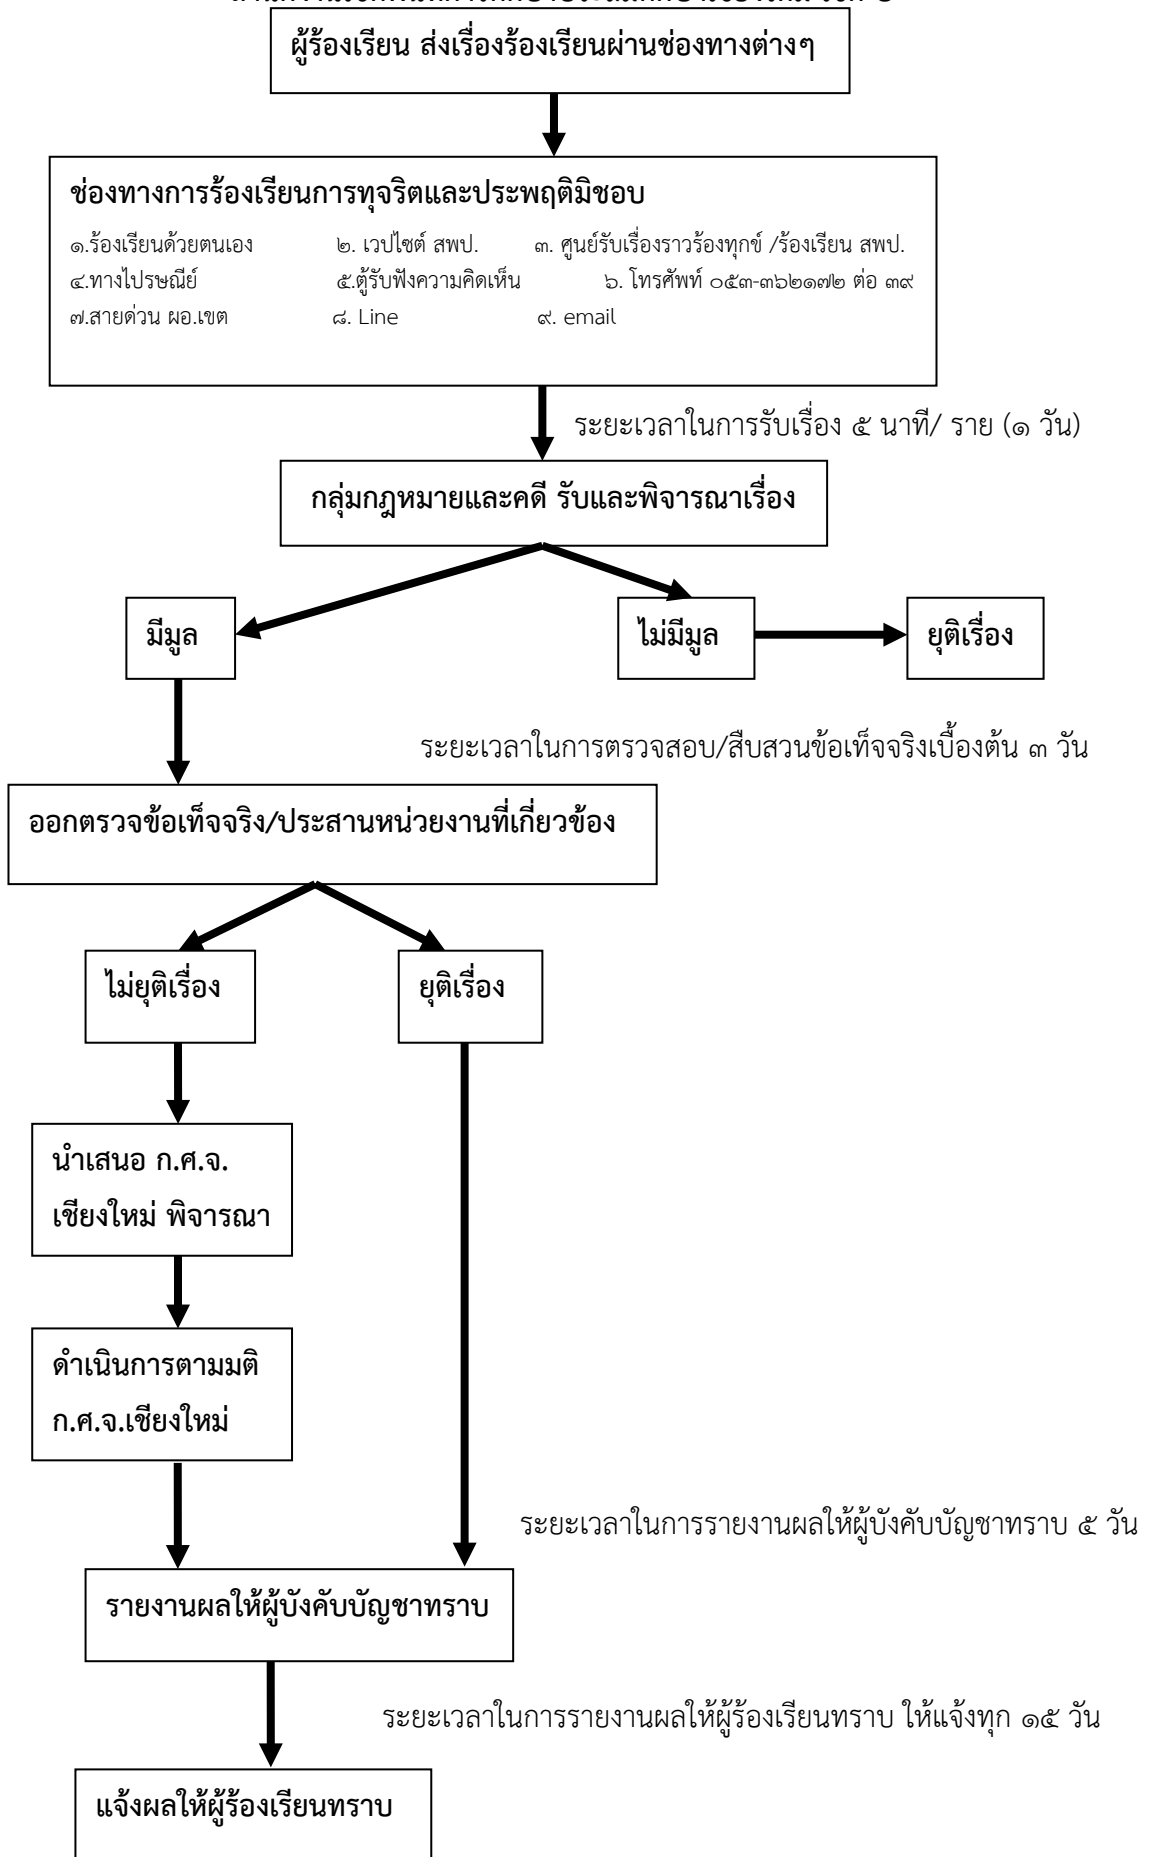 ผู้ร้องเรียน ส่งเรื่องร้องเรียนผ่านช่องทางต่างๆ
ช่องทางการร้องเรียนการทุจริตและประพฤติมิชอบ
๑.ร้องเรียนด้วยตนเอง ๒. เวปไซต์ สพป. ๓. ศูนย์รับเรื่องราวร้องทุกข์ /ร้องเรียน สพป.
๔.ทางไปรษณีย์ ๕.ตู้รับฟังความคิดเห็น ๖. โทรศัพท์ ๐๕๓-๓๖๒๑๗๒ ต่อ ๓๙
๗.สายด่วน ผอ.เขต ๘. Line ๙. email
ระยะเวลาในการรับเรื่อง ๕ นาที/ ราย (๑ วัน)
กลุ่มกฎหมายและคดี รับและพิจารณาเรื่อง
มีมูล ไม่มีมูล ยุติเรื่อง
ระยะเวลาในการตรวจสอบ/สืบสวนข้อเท็จจริงเบื้องต้น ๓ วัน
ออกตรวจข้อเท็จจริง/ประสานหน่วยงานที่เกี่ยวข้อง
ไม่ยุติเรื่อง ยุติเรื่อง
นำเสนอ ก.ศ.จ.
เชียงใหม่ พิจารณา
ดำเนินการตามมติ
ก.ศ.จ.เชียงใหม่
ระยะเวลาในการรายงานผลให้ผู้บังคับบัญชาทราบ ๕ วัน
รายงานผลให้ผู้บังคับบัญชาทราบ
ระยะเวลาในการรายงานผลให้ผู้ร้องเรียนทราบ ให้แจ้งทุก ๑๕ วัน
แจ้งผลให้ผู้ร้องเรียนทราบ